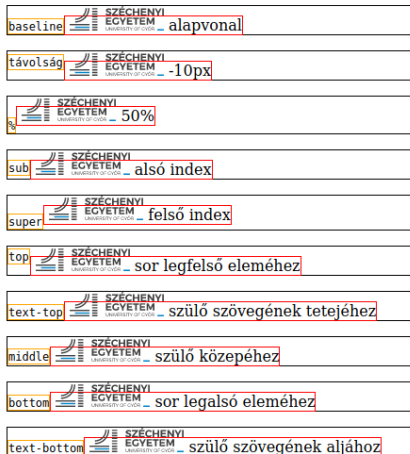 baseline SZÉCHENYI EGYETEM UNIVERSITY OF GYŐR _ alapvonal
távolság SZÉCHENYI EGYETEM UNIVERSITY OF GYŐR _ -10px
% SZÉCHENYI EGYETEM UNIVERSITY OF GYŐR _ 50%
sub SZÉCHENYI EGYETEM UNIVERSITY OF GYŐR _ alsó index
super SZÉCHENYI EGYETEM UNIVERSITY OF GYŐR _ felső index
top SZÉCHENYI EGYETEM UNIVERSITY OF GYŐR _ sor legfelső eleméhez
text-top SZÉCHENYI EGYETEM UNIVERSITY OF GYŐR _ szülő szövegének tetejéhez
middle SZÉCHENYI EGYETEM UNIVERSITY OF GYŐR _ szülő közepéhez
bottom SZÉCHENYI EGYETEM UNIVERSITY OF GYŐR _ sor legalsó eleméhez
text-bottom SZÉCHENYI EGYETEM UNIVERSITY OF GYŐR _ szülő szövegének aljához